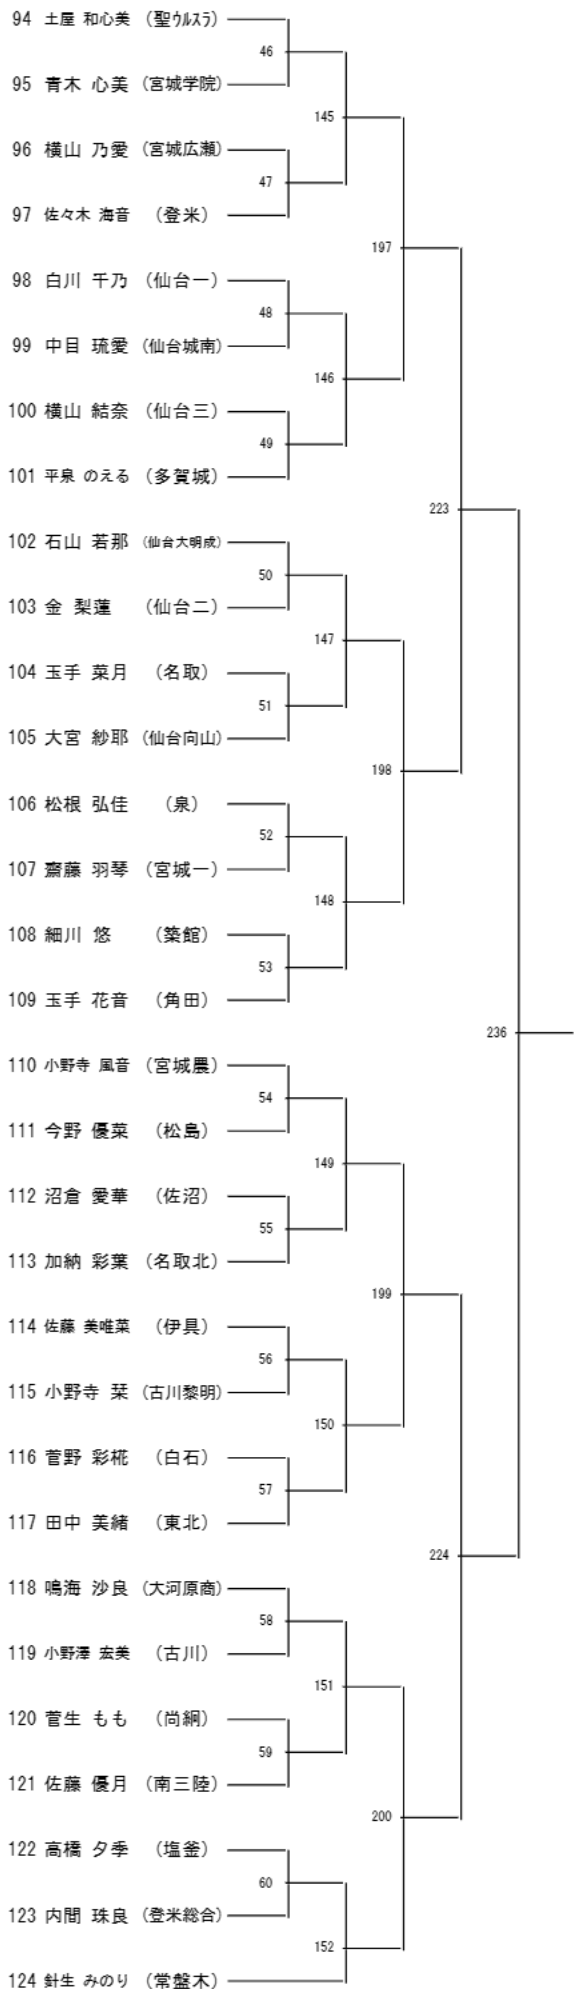 94 土屋 和心美 (聖ｳﾙｽﾗ)
46
95 青木 心美 (宮城学院)
145
96 横山 乃愛 (宮城広瀬)
47
97 佐々木 海音 (登米)
197
98 白川 千乃 (仙台一)
48
99 中目 琉愛 (仙台城南)
146
100 横山 結奈 (仙台三)
49
101 平泉 のえる (多賀城)
223
102 石山 若那 (仙台大明成)
50
103 金 梨蓮 (仙台二)
147
104 玉手 菜月 (名取)
51
105 大宮 紗耶 (仙台向山)
198
106 松根 弘佳 (泉)
52
107 齋藤 羽琴 (宮城一)
148
108 細川 悠 (築館)
53
109 玉手 花音 (角田)
236
110 小野寺 風音 (宮城農)
54
111 今野 優菜 (松島)
149
112 沼倉 愛華 (佐沼)
55
113 加納 彩葉 (名取北)
199
114 佐藤 美唯菜 (伊具)
56
115 小野寺 栞 (古川黎明)
150
116 菅野 彩椛 (白石)
57
117 田中 美緒 (東北)
224
118 鳴海 沙良 (大河原商)
58
119 小野澤 宏美 (古川)
151
120 菅生 もも (尚絅)
59
121 佐藤 優月 (南三陸)
200
122 高橋 夕季 (塩釜)
60
123 内間 珠良 (登米総合)
152
124 針生 みのり (常盤木)